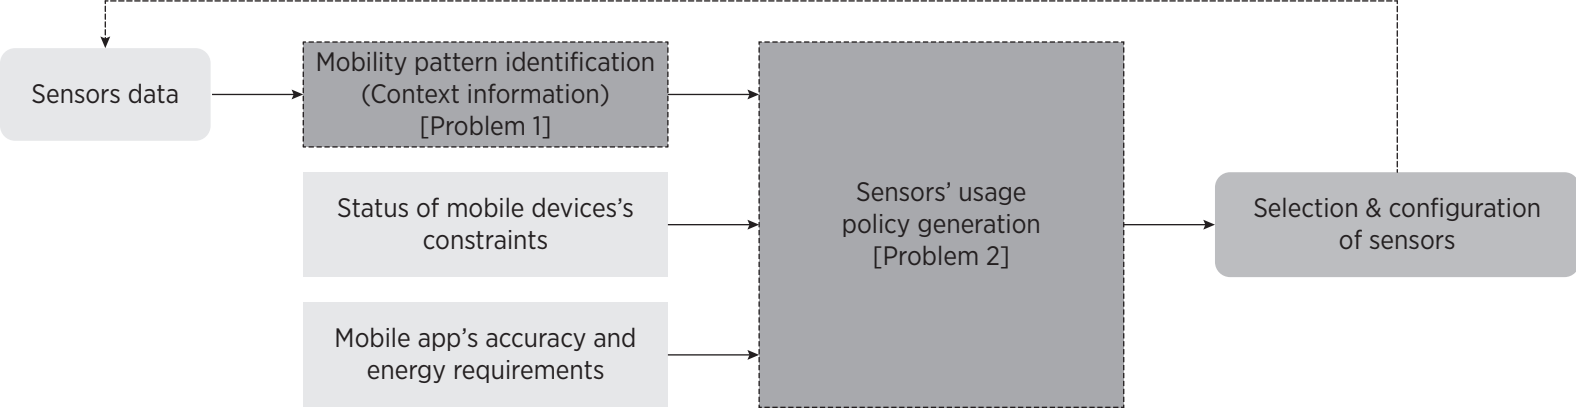 Sensors data
Mobility pattern identification
(Context information)
[Problem 1]
Status of mobile devices's
constraints
Mobile app's accuracy and
energy requirements
Sensors' usage
policy generation
[Problem 2]
Selection & configuration
of sensors